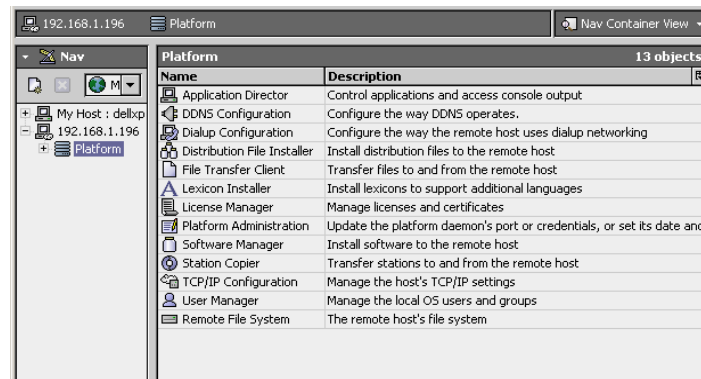 192.168.1.196 Platform Nav Container View
Nav
M
My Host : dellxp
192.168.1.196
Platform
Platform 13 objects
Name Description
Application Director Control applications and access console output
DDNS Configuration Configure the way DDNS operates.
Dialup Configuration Configure the way the remote host uses dialup networking
Distribution File Installer Install distribution files to the remote host
File Transfer Client Transfer files to and from the remote host
Lexicon Installer Install lexicons to support additional languages
License Manager Manage licenses and certificates
Platform Administration Update the platform daemon's port or credentials, or set its date and
Software Manager Install software to the remote host
Station Copier Transfer stations to and from the remote host
TCP/IP Configuration Manage the host's TCP/IP settings
User Manager Manage the local OS users and groups
Remote File System The remote host's file system